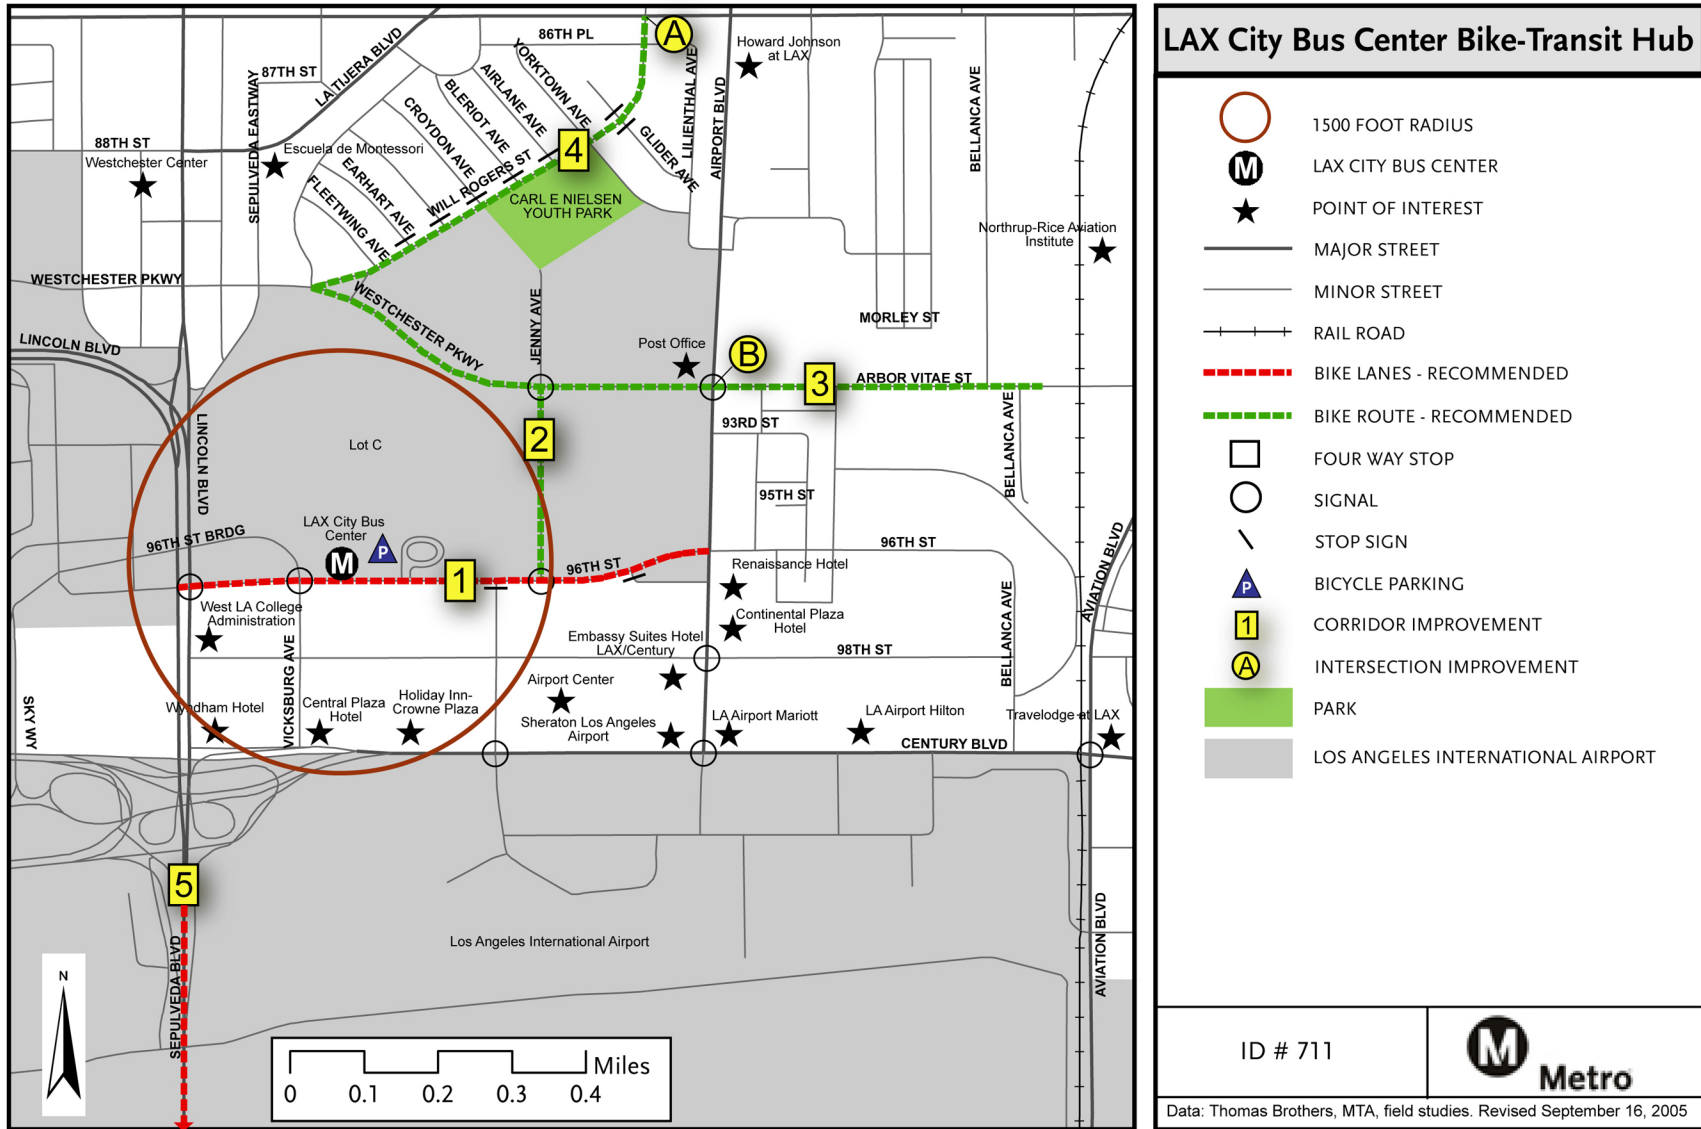 LAX City Bus Center Bike-Transit Hub
1500 FOOT RADIUS
M
LAX CITY BUS CENTER
POINT OF INTEREST
MAJOR STREET
MINOR STREET
RAIL ROAD
BIKE LANES - RECOMMENDED
BIKE ROUTE - RECOMMENDED
FOUR WAY STOP
SIGNAL
STOP SIGN
P
BICYCLE PARKING
1
CORRIDOR IMPROVEMENT
A
INTERSECTION IMPROVEMENT
PARK
LOS ANGELES INTERNATIONAL AIRPORT
ID # 711
M
Metro
Data: Thomas Brothers, MTA, field studies. Revised September 16, 2005
A
86TH PL
Howard Johnson
at LAX
LA TIJERA BLVD
87TH ST
SEPULVEDA EASTWAY
YORKTOWN AVE
AIRLANE AVE
BLERIOT AVE
CROYDON AVE
EARHART AVE
FLEETWING AVE
WILL ROGERS ST
GLIDER AVE
LILIENTHAL AVE
AIRPORT BLVD
BELLANCA AVE
88TH ST
Westchester Center
Escuela de Montessori
4
CARL E NIELSEN
YOUTH PARK
Northrup-Rice Aviation
Institute
WESTCHESTER PKWY
WESTCHESTER PKWY
JENNY AVE
MORLEY ST
LINCOLN BLVD
Post Office
B
3
ARBOR VITAE ST
LINCOLN BLVD
Lot C
2
93RD ST
BELLANCA AVE
95TH ST
96TH ST BRDG
LAX City Bus
Center
M
P
1
96TH ST
96TH ST
AVIATION BLVD
Renaissance Hotel
West LA College
Administration
Continental Plaza
Hotel
Embassy Suites Hotel
LAX/Century
98TH ST
BELLANCA AVE
VICKSBURG AVE
SKY WY
Airport Center
Wyndham Hotel
Central Plaza
Hotel
Holiday Inn-
Crowne Plaza
Sheraton Los Angeles
Airport
LA Airport Mariott
LA Airport Hilton
Travelodge at LAX
CENTURY BLVD
5
SEPULVEDA BLVD
Los Angeles International Airport
AVIATION BLVD
N
Miles
0 0.1 0.2 0.3 0.4